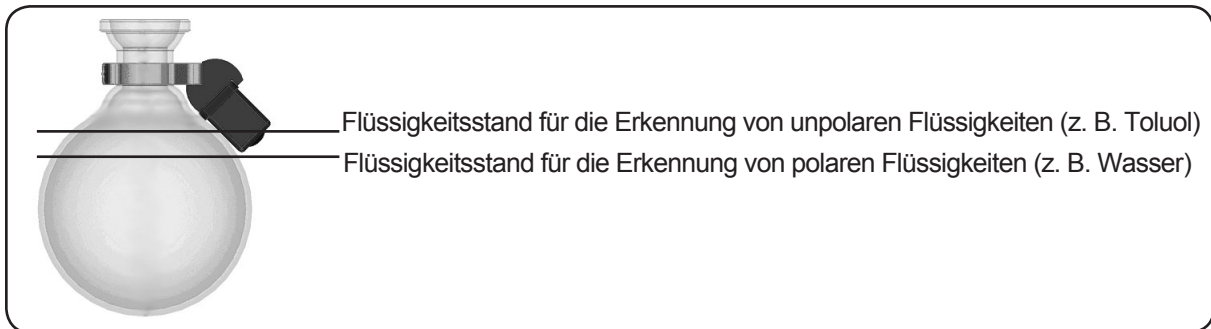 Flüssigkeitsstand für die Erkennung von unpolaren Flüssigkeiten (z. B. Toluol)
Flüssigkeitsstand für die Erkennung von polaren Flüssigkeiten (z. B. Wasser)